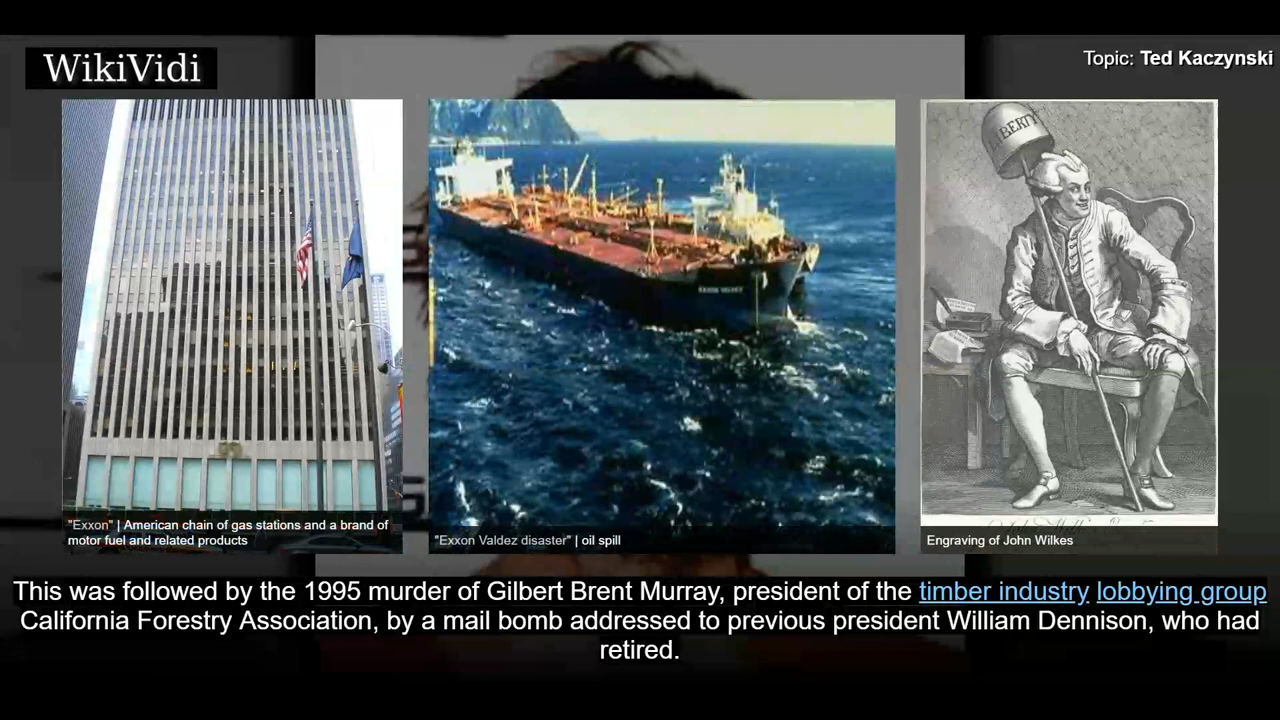 WikiVidi
Topic: Ted Kaczynski
LIBERTY
EXXON VALDEZ
"Exxon" | American chain of gas stations and a brand of
motor fuel and related products
"Exxon Valdez disaster" | oil spill
Engraving of John Wilkes
This was followed by the 1995 murder of Gilbert Brent Murray, president of the timber industry lobbying group
California Forestry Association, by a mail bomb addressed to previous president William Dennison, who had
retired.